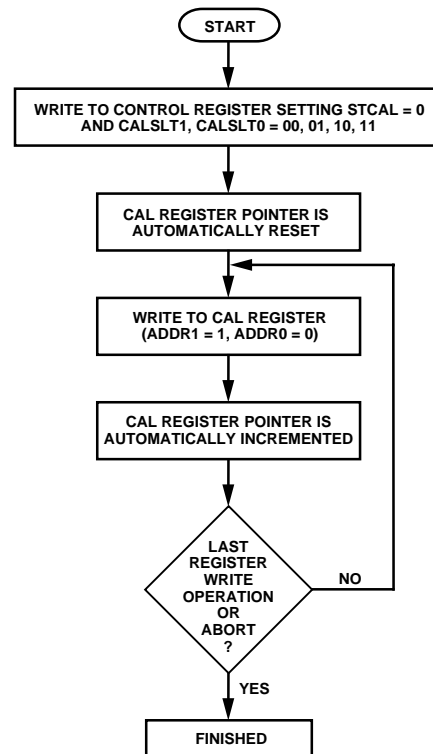 START
WRITE TO CONTROL REGISTER SETTING STCAL = 0
AND CALSLT1, CALSLT0 = 00, 01, 10, 11
CAL REGISTER POINTER IS
AUTOMATICALLY RESET
WRITE TO CAL REGISTER
(ADDR1 = 1, ADDR0 = 0)
CAL REGISTER POINTER IS
AUTOMATICALLY INCREMENTED
LAST
REGISTER
WRITE
OPERATION
OR
ABORT
?
NO
YES
FINISHED